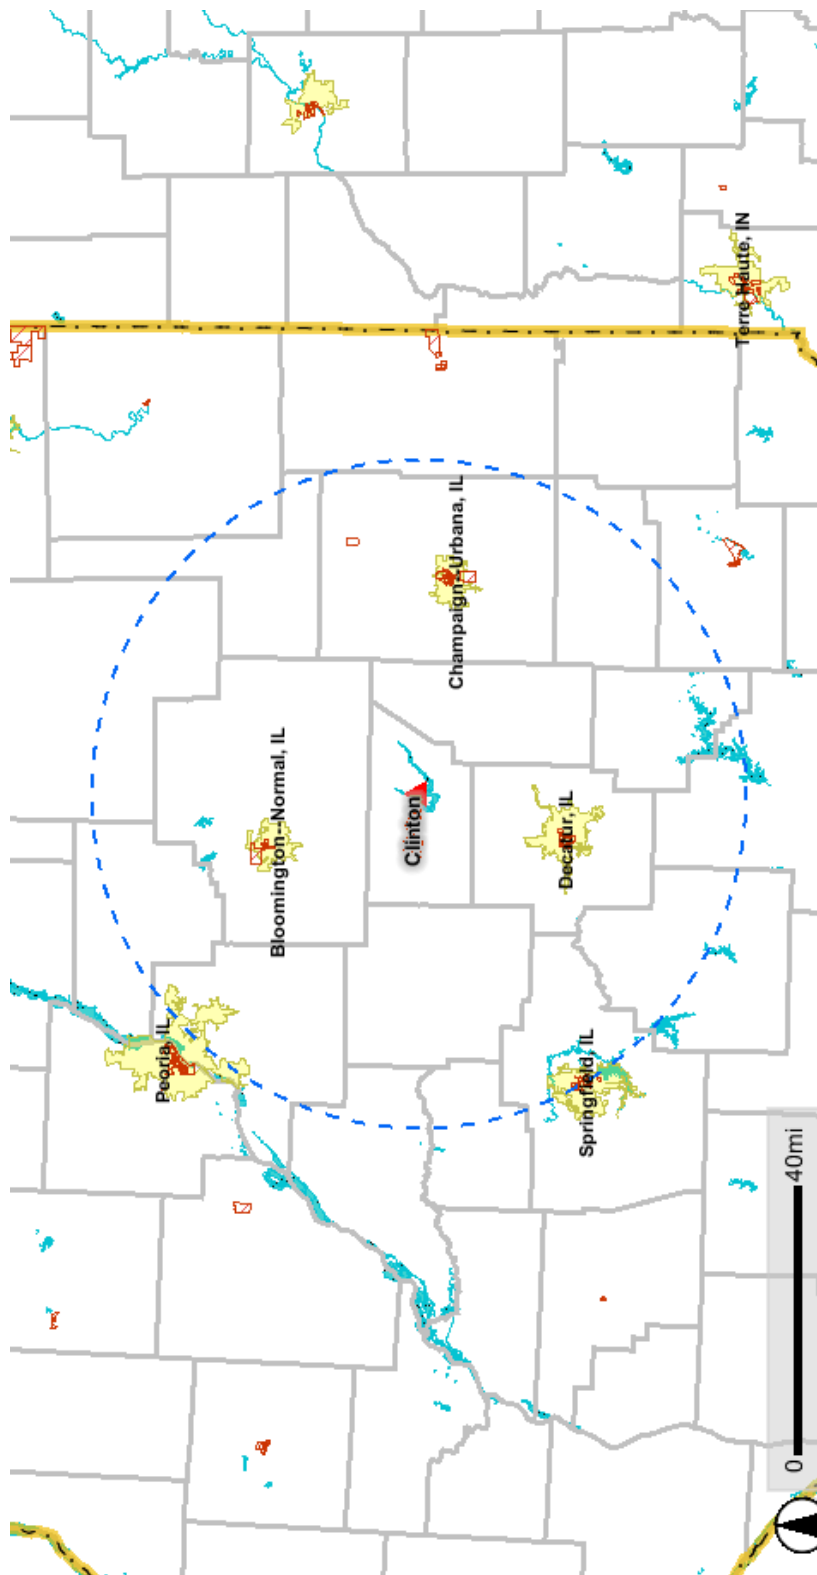 Peoria, IL
Bloomington--Normal, IL
Clinton
Champaign--Urbana, IL
Springfield, IL
Decatur, IL
Terre Haute, IN
0 40mi